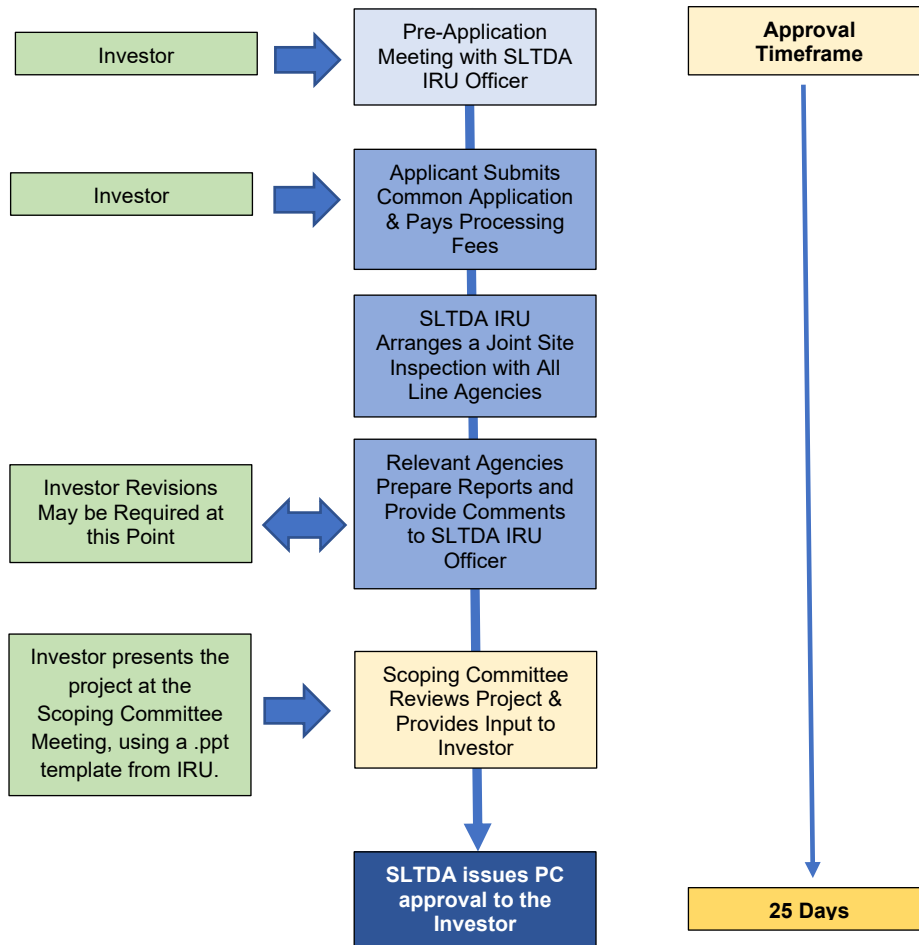 Investor
Pre-Application
Meeting with SLTDA
IRU Officer
Approval
Timeframe
Investor
Applicant Submits
Common Application
& Pays Processing
Fees
SLTDA IRU
Arranges a Joint Site
Inspection with All
Line Agencies
Investor Revisions
May be Required at
this Point
Relevant Agencies
Prepare Reports and
Provide Comments
to SLTDA IRU
Officer
Investor presents the
project at the
Scoping Committee
Meeting, using a .ppt
template from IRU.
Scoping Committee
Reviews Project &
Provides Input to
Investor
SLTDA issues PC
approval to the
Investor
25 Days